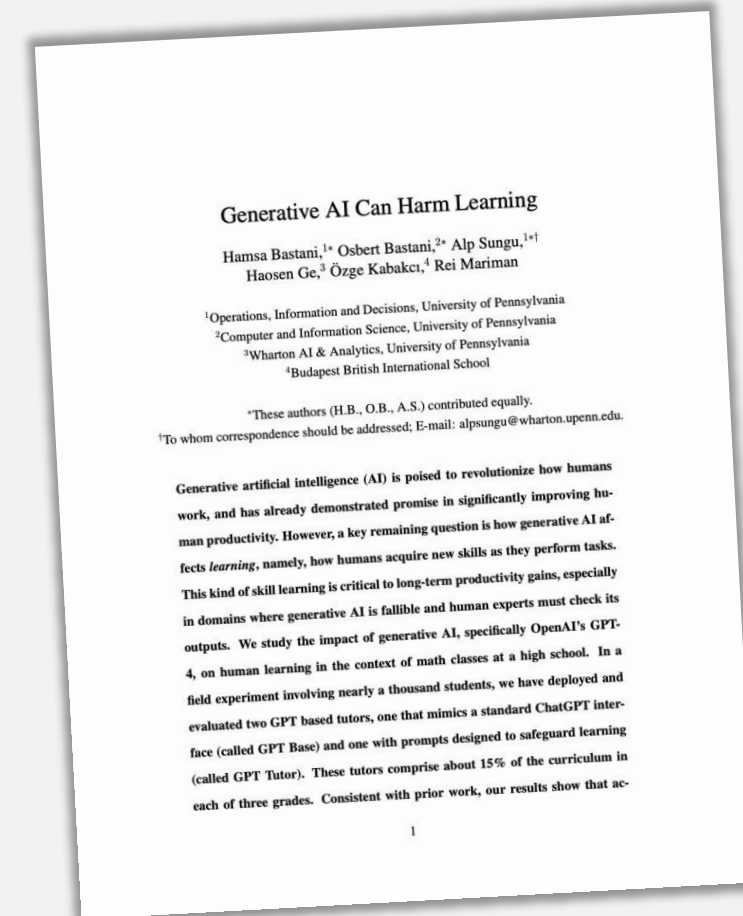 Generative AI Can Harm Learning
Hamsa Bastani,¹* Osbert Bastani,²* Alp Sungu,¹*†
Haosen Ge,³ Özge Kabakcı,⁴ Rei Mariman
¹Operations, Information and Decisions, University of Pennsylvania
²Computer and Information Science, University of Pennsylvania
³Wharton AI & Analytics, University of Pennsylvania
⁴Budapest British International School
*These authors (H.B., O.B., A.S.) contributed equally.
†To whom correspondence should be addressed; E-mail: alpsungu@wharton.upenn.edu.
Generative artificial intelligence (AI) is poised to revolutionize how humans
work, and has already demonstrated promise in significantly improving hu-
man productivity. However, a key remaining question is how generative AI af-
fects learning, namely, how humans acquire new skills as they perform tasks.
This kind of skill learning is critical to long-term productivity gains, especially
in domains where generative AI is fallible and human experts must check its
outputs. We study the impact of generative AI, specifically OpenAI's GPT-
4, on human learning in the context of math classes at a high school. In a
field experiment involving nearly a thousand students, we have deployed and
evaluated two GPT based tutors, one that mimics a standard ChatGPT inter-
face (called GPT Base) and one with prompts designed to safeguard learning
(called GPT Tutor). These tutors comprise about 15% of the curriculum in
each of three grades. Consistent with prior work, our results show that ac-
1